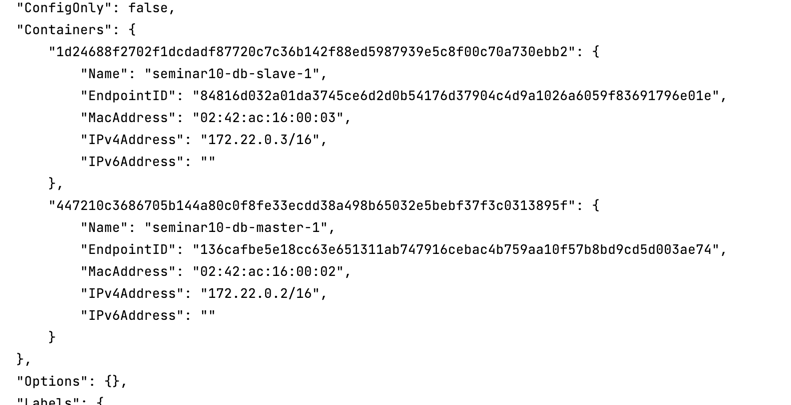 "ConfigOnly": false,
"Containers": {
"1d24688f2702f1dcdadf87720c7c36b142f88ed5987939e5c8f00c70a730ebb2": {
"Name": "seminar10-db-slave-1",
"EndpointID": "84816d032a01da3745ce6d2d0b54176d37904c4d9a1026a6059f83691796e01e",
"MacAddress": "02:42:ac:16:00:03",
"IPv4Address": "172.22.0.3/16",
"IPv6Address": ""
},
"447210c3686705b144a80c0f8fe33ecdd38a498b65032e5bebf37f3c0313895f": {
"Name": "seminar10-db-master-1",
"EndpointID": "136cafbe5e18cc63e651311ab747916cebac4b759aa10f57b8bd9cd5d003ae74",
"MacAddress": "02:42:ac:16:00:02",
"IPv4Address": "172.22.0.2/16",
"IPv6Address": ""
}
},
"Options": {},
"Labels": {